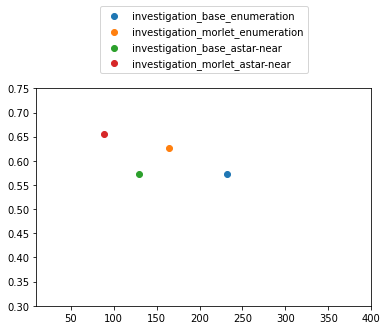 investigation_base_enumeration
investigation_morlet_enumeration
investigation_base_astar-near
investigation_morlet_astar-near
0.75
0.70
0.65
0.60
0.55
0.50
0.45
0.40
0.35
0.30
50 100 150 200 250 300 350 400